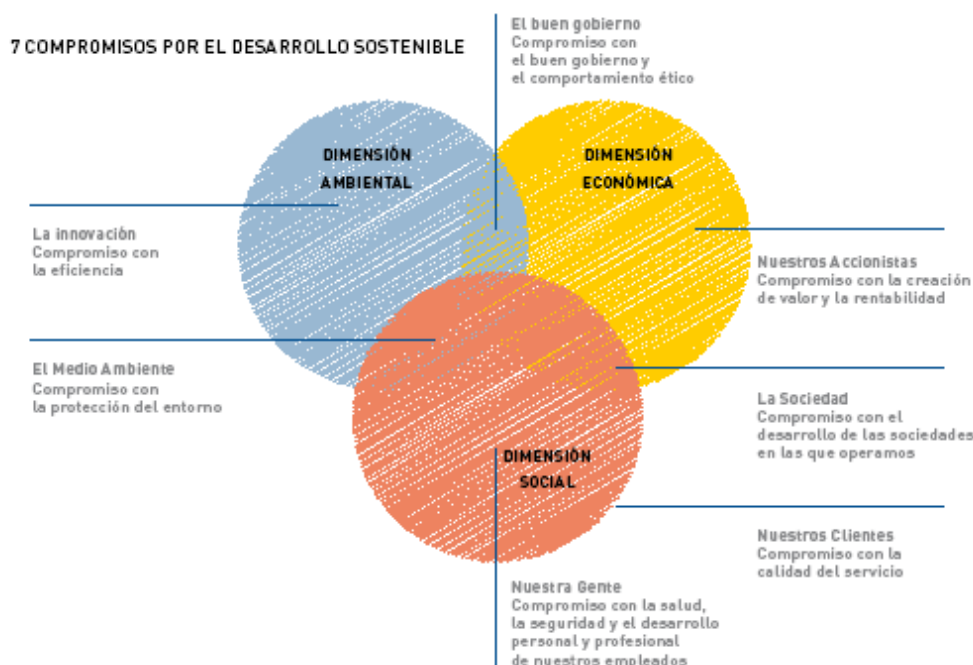 7 COMPROMISOS POR EL DESARROLLO SOSTENIBLE
El buen gobierno
Compromiso con
el buen gobierno y
el comportamiento ético
DIMENSIÓN
AMBIENTAL
DIMENSIÓN
ECONÓMICA
La innovación
Compromiso con
la eficiencia
Nuestros Accionistas
Compromiso con la creación
de valor y la rentabilidad
El Medio Ambiente
Compromiso con
la protección del entorno
La Sociedad
Compromiso con el
desarrollo de las sociedades
en las que operamos
DIMENSIÓN
SOCIAL
Nuestros Clientes
Compromiso con la
calidad del servicio
Nuestra Gente
Compromiso con la salud,
la seguridad y el desarrollo
personal y profesional
de nuestros empleados